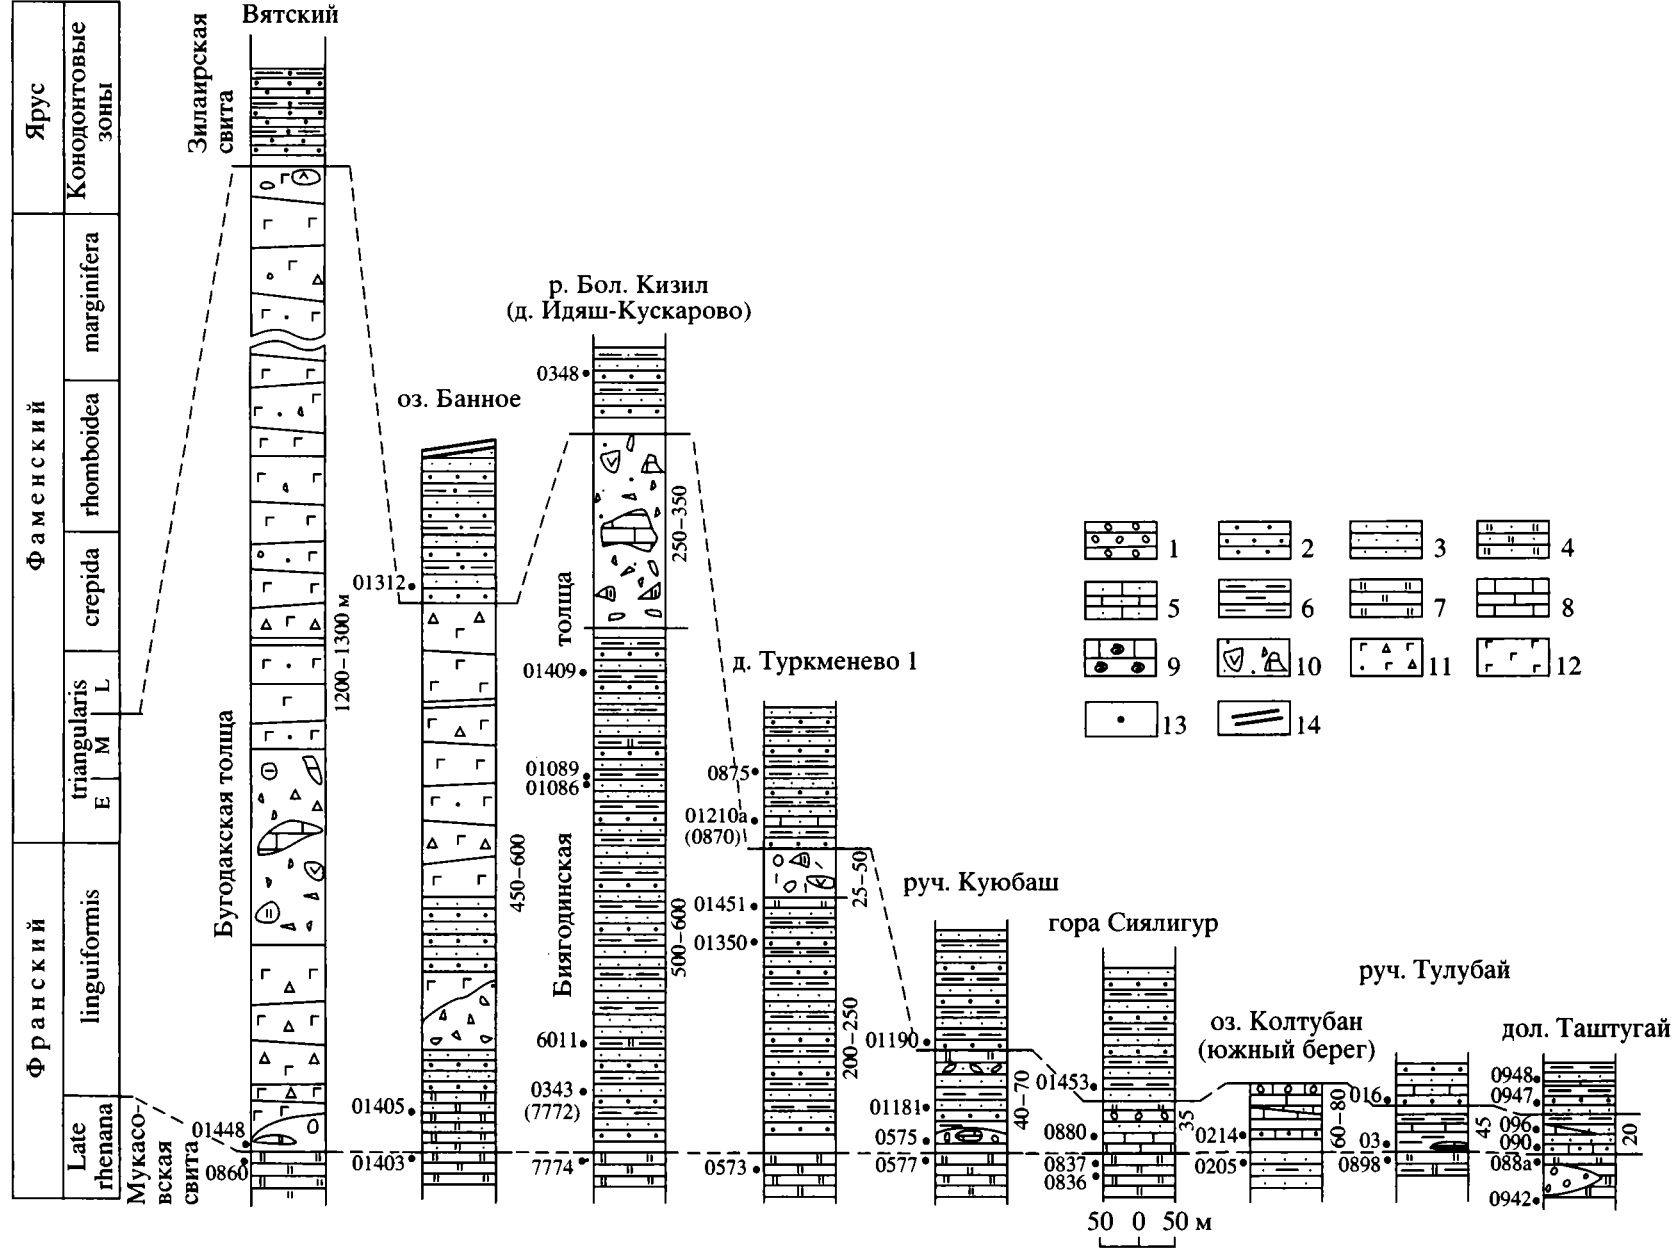 Ярус
Конодонтовые
зоны
Фаменский
Франский
marginifera
rhomboidea
crepida
triangularis
L
M
E
linguiformis
Late
rhenana
Вятский
Зилаирская
свита
Бугодакская толща
1200–1300 м
Мукасо-
вская
свита
01448
0860
оз. Банное
01312
450–600
01405
01403
р. Бол. Кизил
(д. Идяш-Кускарово)
0348
250–350
Биягодинская
толща
01409
01089
01086
500–600
6011
0343
(7772)
7774
д. Туркменево 1
0875
01210а
(0870)
25–50
01451
01350
200–250
0573
руч. Куюбаш
01190
01181
40–70
0575
0577
гора Сиялигур
01453
35
0880
0837
0836
50 0 50 м
оз. Колтубан
(южный берег)
0214
60–80
0205
руч. Тулубай
016
45
03
0898
дол. Таштугай
0948
0947
096
090
20
088а
0942
1 2 3 4
5 6 7 8
9 10 11 12
13 14